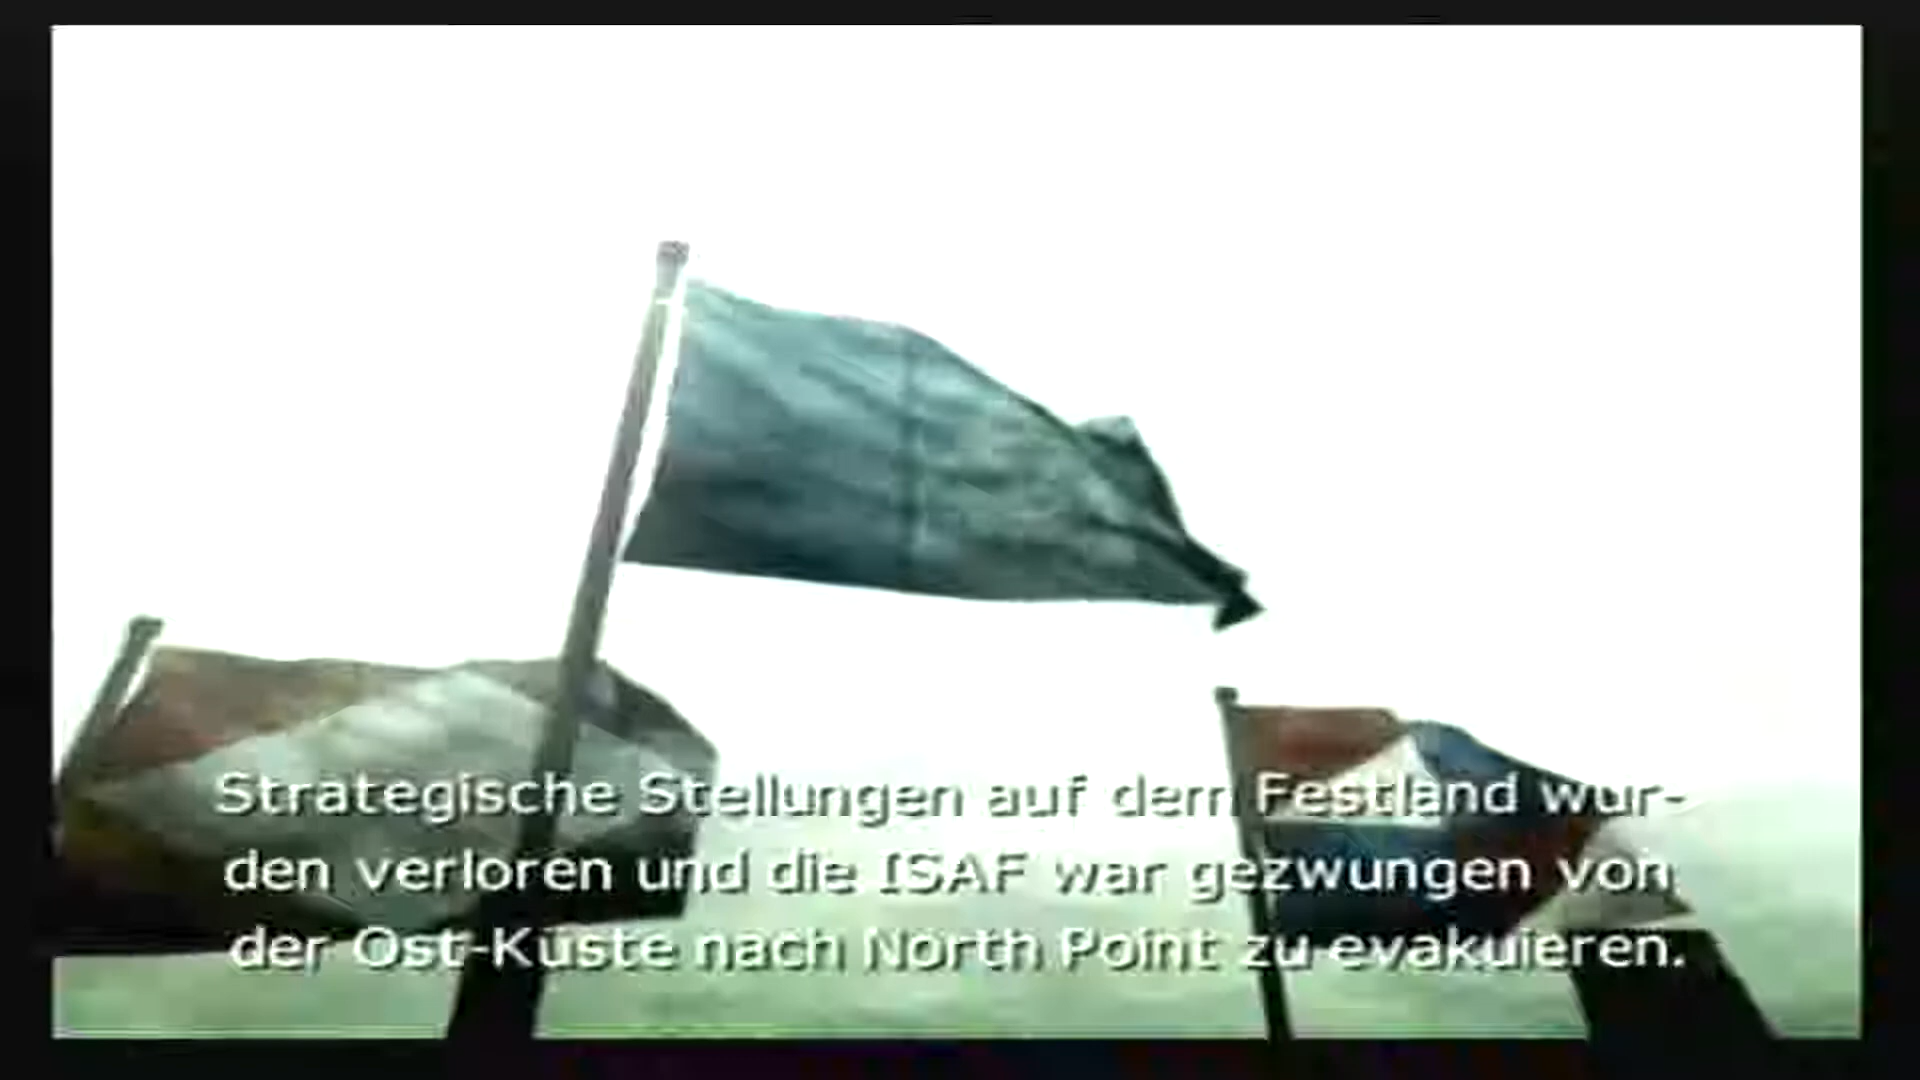 Strategische Stellungen auf dem Festland wur-
den verloren und die ISAF war gezwungen von
der Ost-Küste nach North Point zu evakuieren.